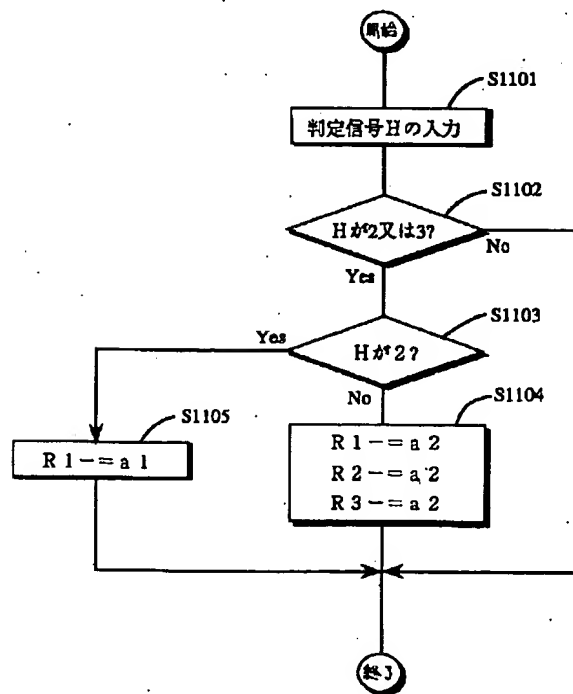 開始
S1101
判定信号Hの入力
S1102
Hが2又は3?
No
Yes
S1103
Yes
Hが2?
No
S1104
S1105
R1-=a1
R1-=a2
R2-=a2
R3-=a2
終了